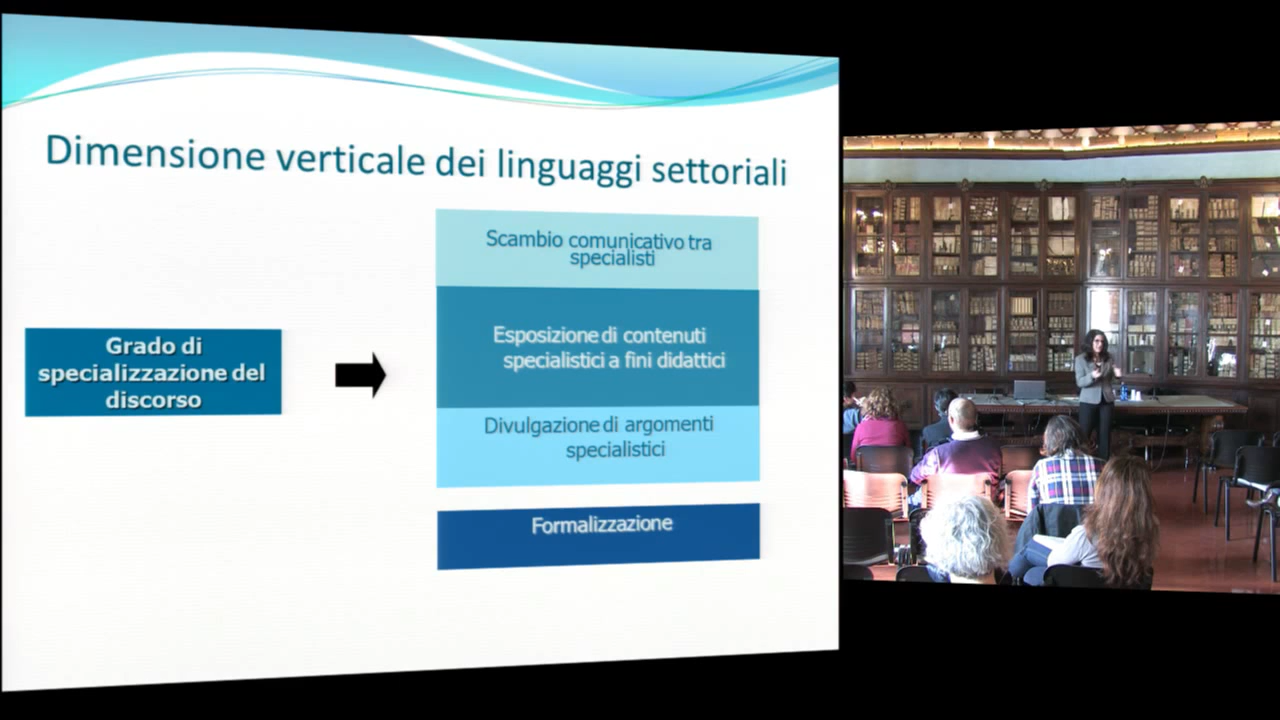 Dimensione verticale dei linguaggi settoriali
Grado di
specializzazione del
discorso
Scambio comunicativo tra
specialisti
Esposizione di contenuti
specialistici a fini didattici
Divulgazione di argomenti
specialistici
Formalizzazione